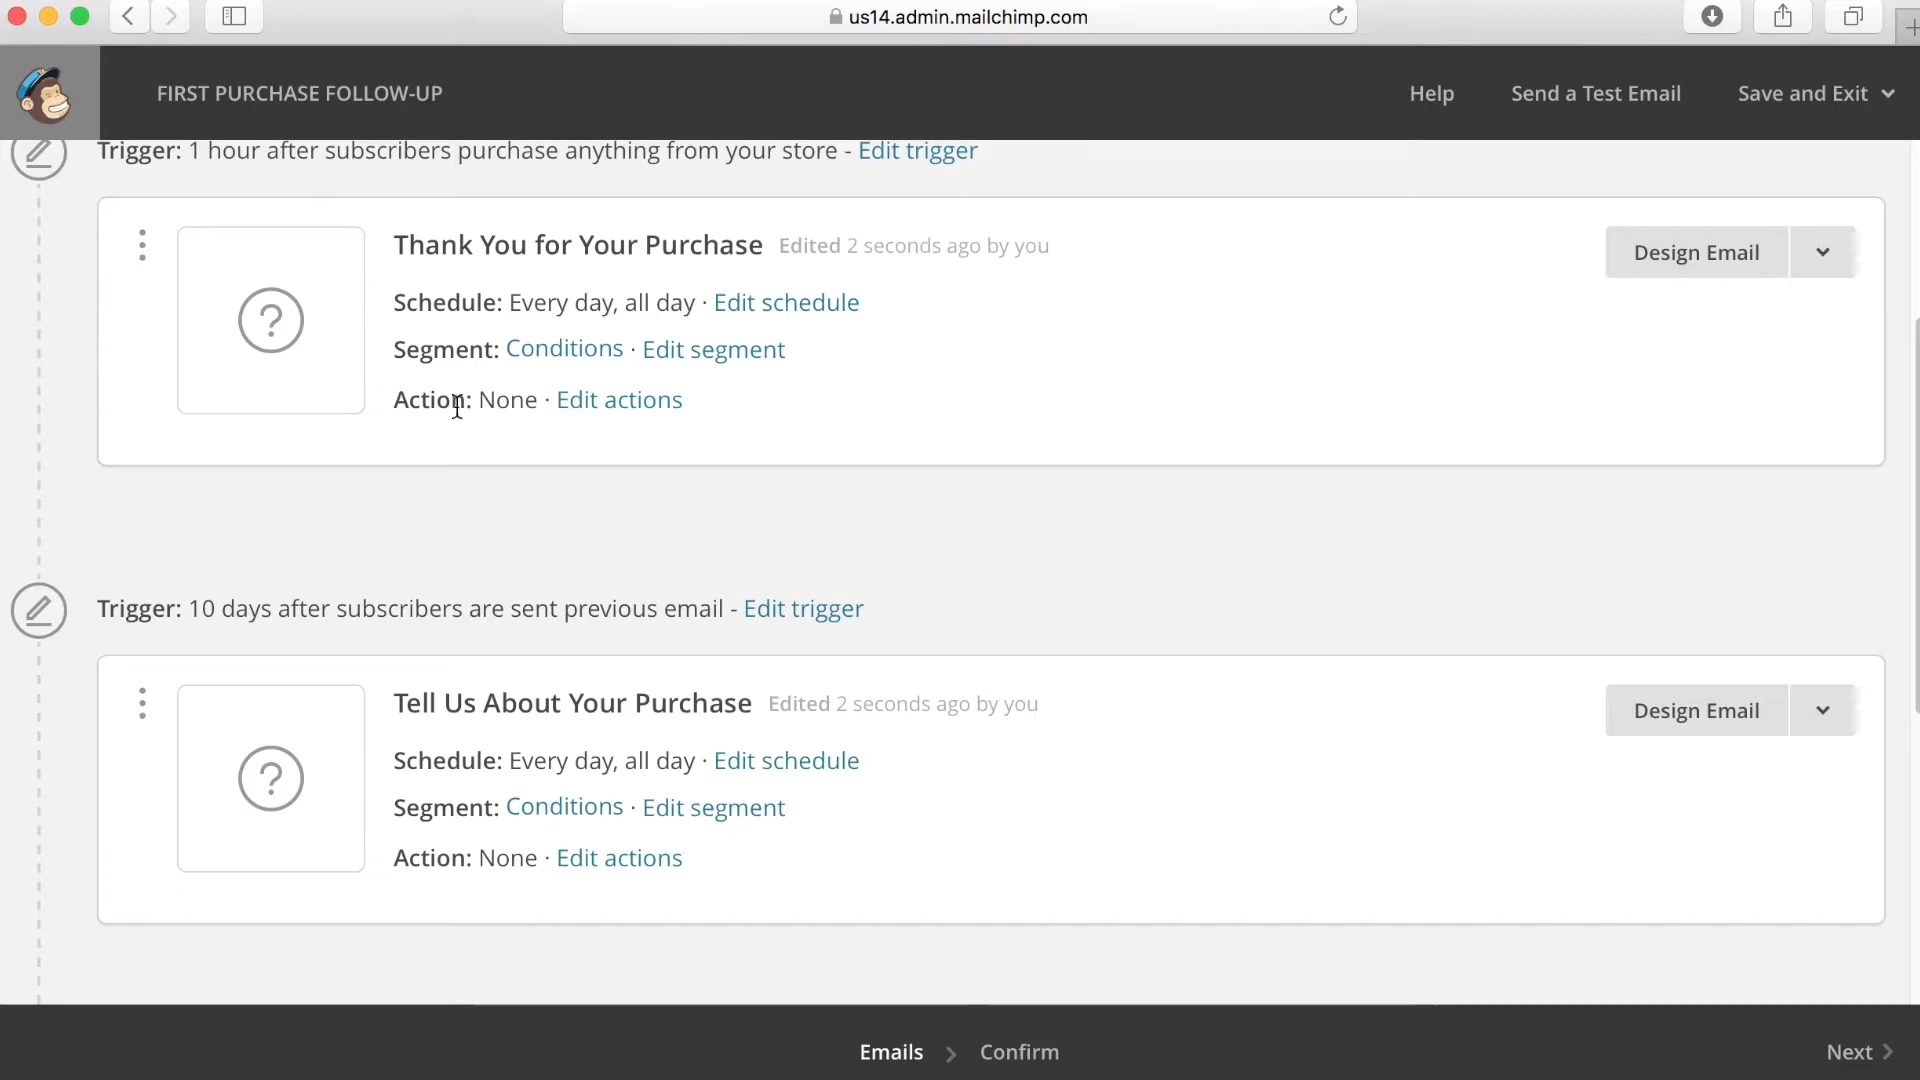 us14.admin.mailchimp.com
FIRST PURCHASE FOLLOW-UP
Help
Send a Test Email
Save and Exit
Trigger: 1 hour after subscribers purchase anything from your store - Edit trigger
Thank You for Your Purchase Edited 2 seconds ago by you
Design Email
Schedule: Every day, all day · Edit schedule
Segment: Conditions · Edit segment
Action: None · Edit actions
Trigger: 10 days after subscribers are sent previous email - Edit trigger
Tell Us About Your Purchase Edited 2 seconds ago by you
Design Email
Schedule: Every day, all day · Edit schedule
Segment: Conditions · Edit segment
Action: None · Edit actions
Emails > Confirm
Next >